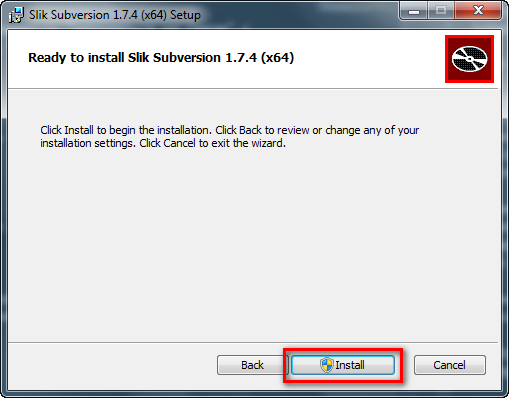 Slik Subversion 1.7.4 (x64) Setup
Ready to install Slik Subversion 1.7.4 (x64)
Click Install to begin the installation. Click Back to review or change any of your
installation settings. Click Cancel to exit the wizard.
Back Install Cancel